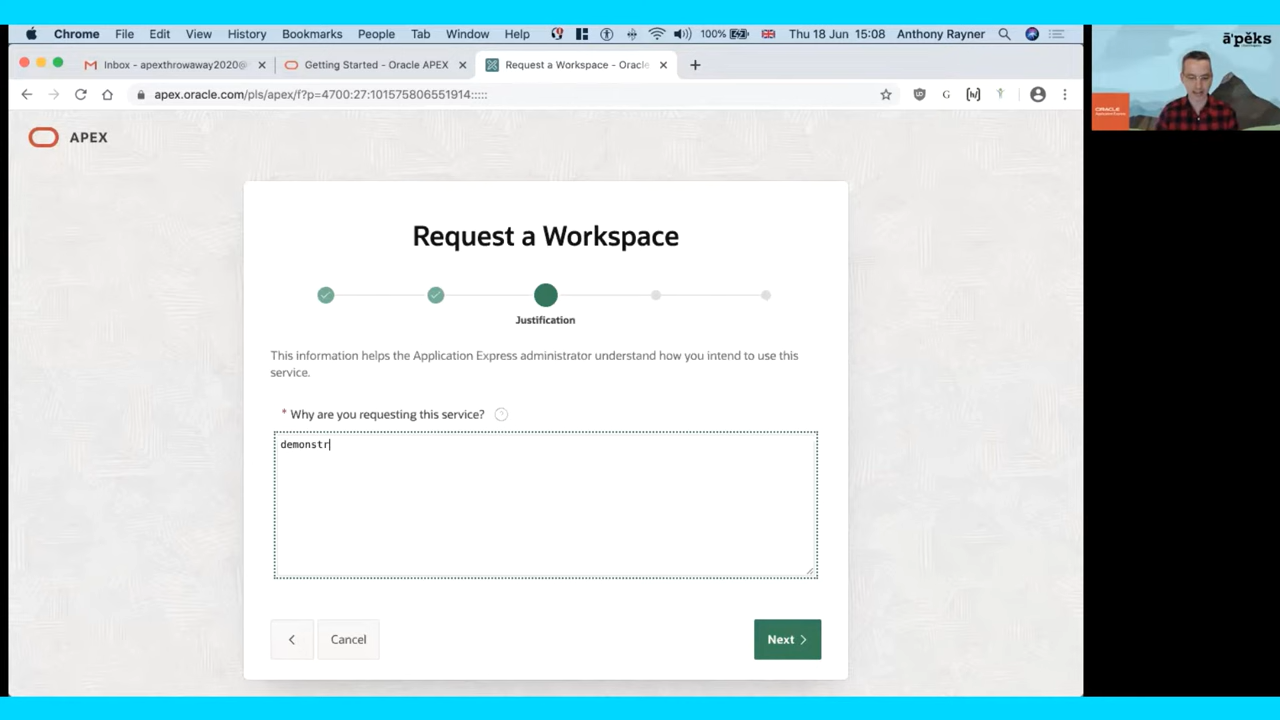 Chrome File Edit View History Bookmarks People Tab Window Help 100% Thu 18 Jun 15:08 Anthony Rayner
ā'pĕks
Inbox - apexthrowaway2020@
Getting Started - Oracle APEX
Request a Workspace - Oracle
apex.oracle.com/pls/apex/f?p=4700:27:101575806551914:::::
ORACLE
APEX
Request a Workspace
Justification
This information helps the Application Express administrator understand how you intend to use this
service.
* Why are you requesting this service? ?
demonstr
Cancel
Next